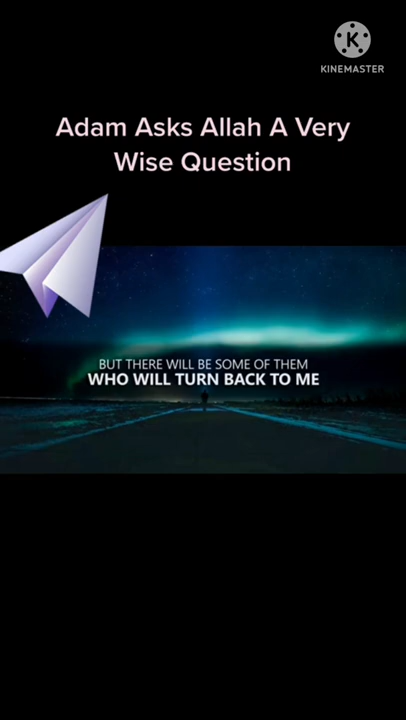 KINEMASTER
Adam Asks Allah A Very
Wise Question
BUT THERE WILL BE SOME OF THEM
WHO WILL TURN BACK TO ME